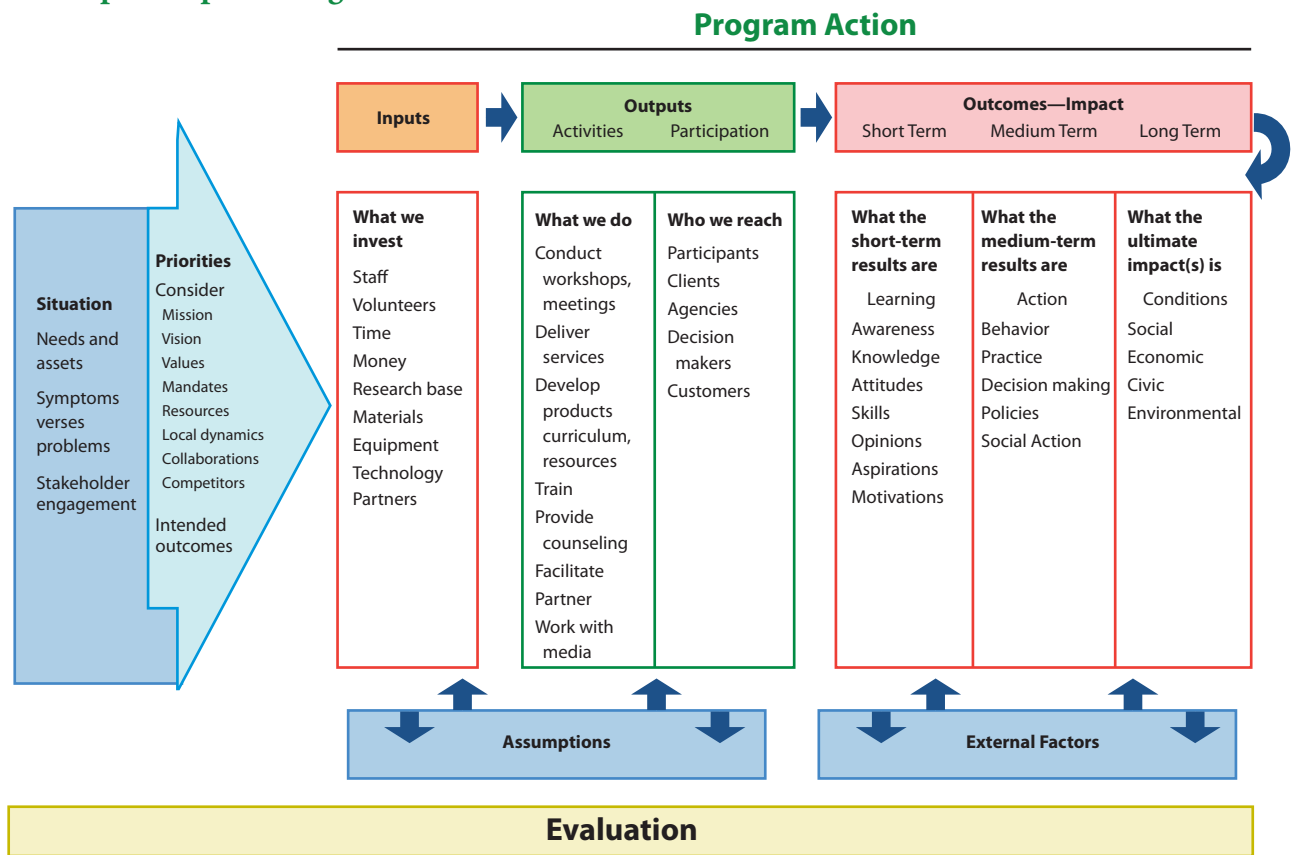 Program Action
Inputs
Outputs
Activities Participation
Outcomes—Impact
Short Term Medium Term Long Term
Situation
Needs and
assets
Symptoms
verses
problems
Stakeholder
engagement
Priorities
Consider
Mission
Vision
Values
Mandates
Resources
Local dynamics
Collaborations
Competitors
Intended
outcomes
What we
invest
Staff
Volunteers
Time
Money
Research base
Materials
Equipment
Technology
Partners
What we do
Conduct
workshops,
meetings
Deliver
services
Develop
products
curriculum,
resources
Train
Provide
counseling
Facilitate
Partner
Work with
media
Who we reach
Participants
Clients
Agencies
Decision
makers
Customers
What the
short-term
results are
Learning
Awareness
Knowledge
Attitudes
Skills
Opinions
Aspirations
Motivations
What the
medium-term
results are
Action
Behavior
Practice
Decision making
Policies
Social Action
What the
ultimate
impact(s) is
Conditions
Social
Economic
Civic
Environmental
Assumptions
External Factors
Evaluation